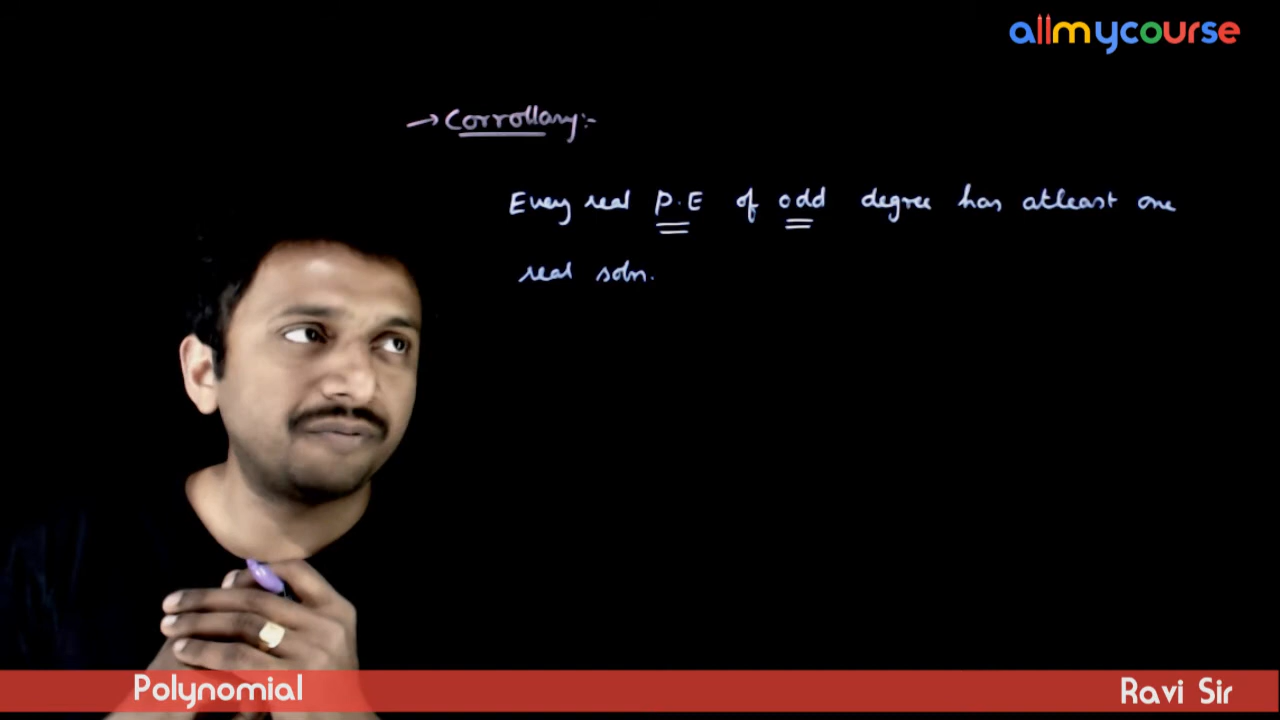 allmycourse
→ Corrollary:-
Every real P.E of odd degree has atleast one
real soln.
Polynomial
Ravi Sir